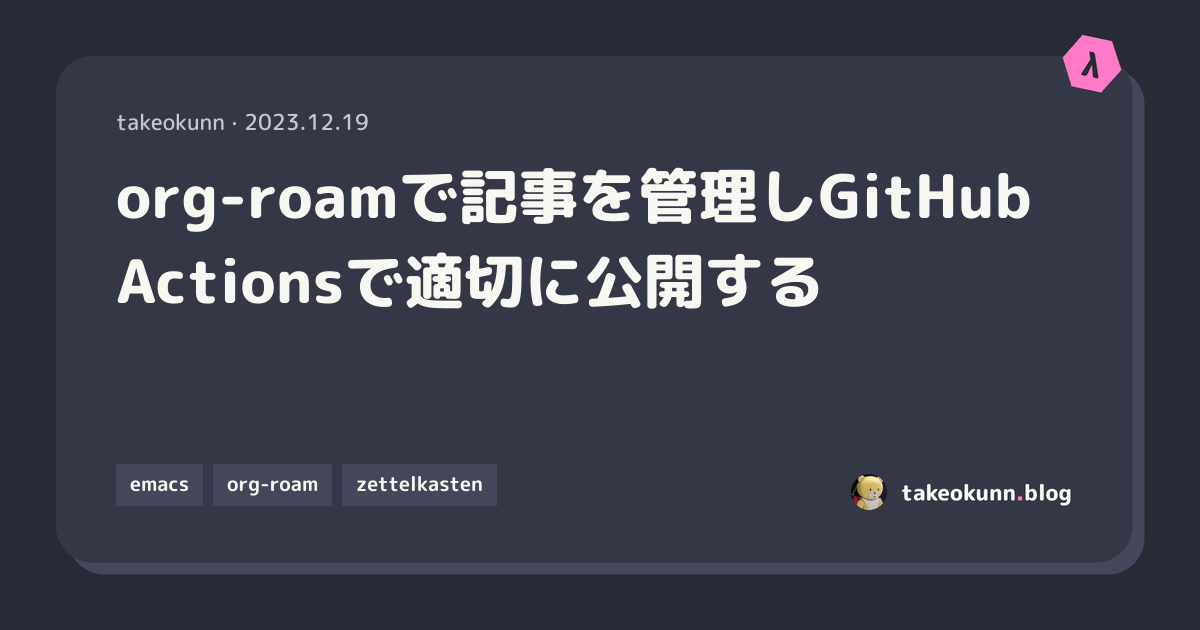 λ
takeokunn · 2023.12.19
org-roamで記事を管理しGitHub
Actionsで適切に公開する
emacs org-roam zettelkasten
takeokunn.blog